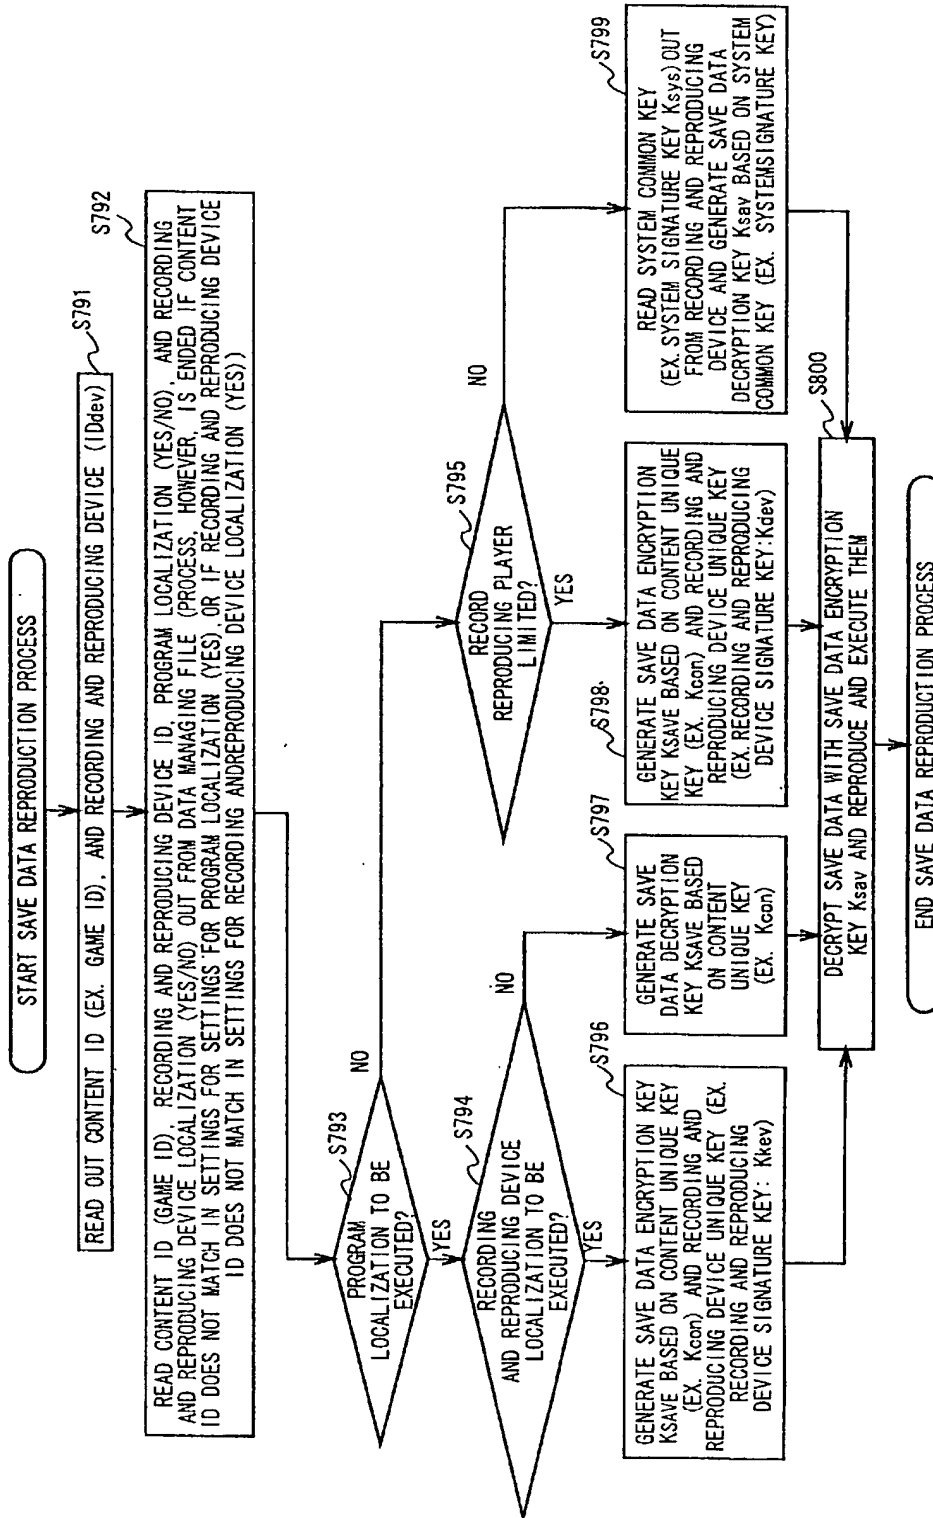 START SAVE DATA REPRODUCTION PROCESS
READ OUT CONTENT ID (EX. GAME ID), AND RECORDING AND REPRODUCING DEVICE (IDdev)
S791
S792
READ CONTENT ID (GAME ID), RECORDING AND REPRODUCING DEVICE ID, PROGRAM LOCALIZATION (YES/NO), AND RECORDING
AND REPRODUCING DEVICE LOCALIZATION (YES/NO) OUT FROM DATA MANAGING FILE (PROCESS, HOWEVER, IS ENDED IF CONTENT
ID DOES NOT MATCH IN SETTINGS FOR SETTINGS FOR PROGRAM LOCALIZATION (YES), OR IF RECORDING AND REPRODUCING DEVICE
ID DOES NOT MATCH IN SETTINGS FOR RECORDING ANDREPRODUCING DEVICE LOCALIZATION (YES))
S793
PROGRAM
LOCALIZATION TO BE
EXECUTED?
NO
YES
S794
RECORDING
AND REPRODUCING DEVICE
LOCALIZATION TO BE
EXECUTED?
NO
YES
S795
RECORD
REPRODUCING PLAYER
LIMITED?
NO
YES
S796
GENERATE SAVE DATA ENCRYPTION KEY
KSAVE BASED ON CONTENT UNIQUE KEY
(EX. Kcon) AND RECORDING AND
REPRODUCING DEVICE UNIQUE KEY (EX.
RECORDING AND REPRODUCING
DEVICE SIGNATURE KEY: Kkev)
S797
GENERATE SAVE
DATA DECRYPTION
KEY KSAVE BASED
ON CONTENT
UNIQUE KEY
(EX. Kcon)
S798
GENERATE SAVE DATA ENCRYPTION
KEY KSAVE BASED ON CONTENT UNIQUE
KEY (EX. Kcon) AND RECORDING AND
REPRODUCING DEVICE UNIQUE KEY
(EX.RECORDING AND REPRODUCING
DEVICE SIGNATURE KEY:Kdev)
S799
READ SYSTEM COMMON KEY
(EX.SYSTEM SIGNATURE KEY Ksys)OUT
FROM RECORDING AND REPRODUCING
DEVICE AND GENERATE SAVE DATA
DECRYPTION KEY Ksav BASED ON SYSTEM
COMMON KEY (EX. SYSTEMSIGNATURE KEY)
S800
DECRYPT SAVE DATA WITH SAVE DATA ENCRYPTION
KEY Ksav AND REPRODUCE AND EXECUTE THEM
END SAVE DATA REPRODUCTION PROCESS